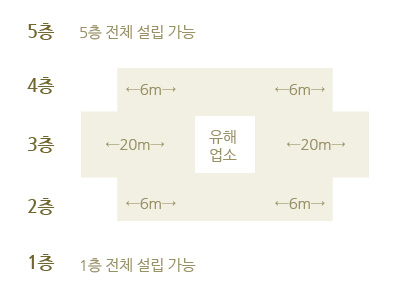 5층 5층 전체 설립 가능
4층 ←6m→ ←6m→
3층 ←20m→ 유해 ←20m→
업소
2층 ←6m→ ←6m→
1층 1층 전체 설립 가능